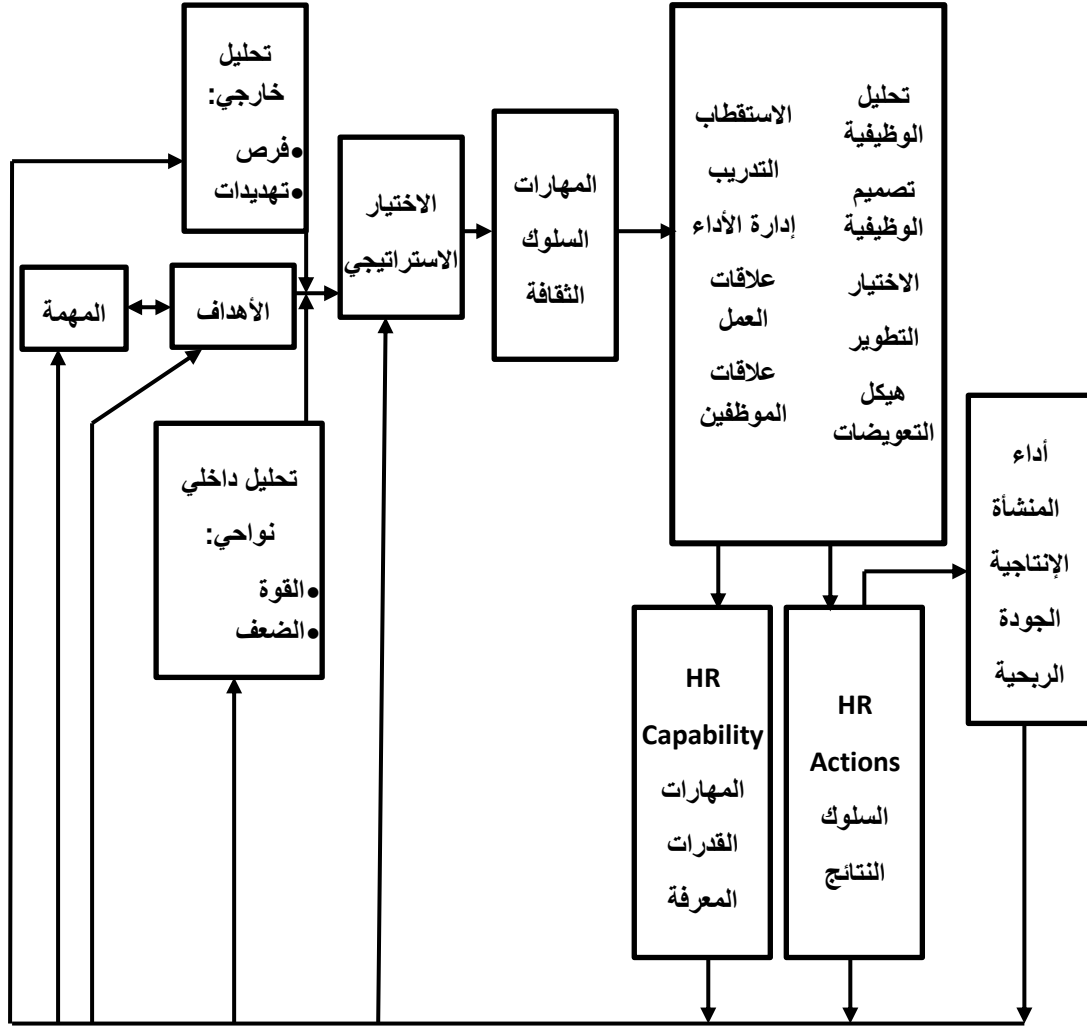 تحليل
خارجي:
•فرص
•تهديدات
المهمة
الأهداف
تحليل داخلي
نواحي:
•القوة
•الضعف
الاختيار
الاستراتيجي
المهارات
السلوك
الثقافة
تحليل
الوظيفية
تصميم
الوظيفية
الاختيار
التطوير
هيكل
التعويضات
الاستقطاب
التدريب
إدارة الأداء
علاقات
العمل
علاقات
الموظفين
HR
Capability
المهارات
القدرات
المعرفة
HR
Actions
السلوك
النتائج
أداء
المنشأة
الإنتاجية
الجودة
الربحية